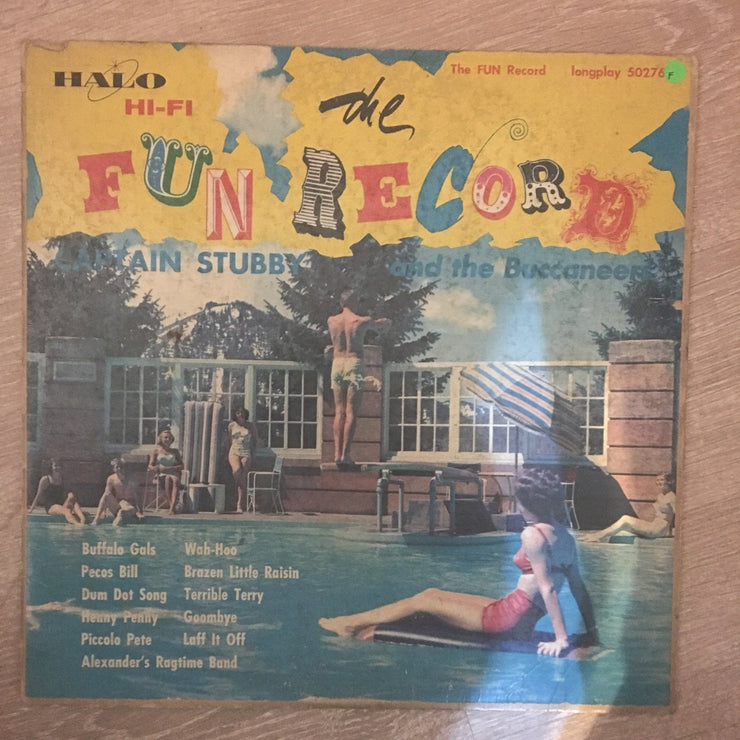 The FUN Record longplay 50276 F
HALO
HI-FI
the
FUN RECORD
CAPTAIN STUBBY and the Buccaneers
Buffalo Gals Wah-Hoo
Pecos Bill Brazen Little Raisin
Dum Dot Song Terrible Terry
Henny Penny Goombye
Piccolo Pete Laff It Off
Alexander's Ragtime Band